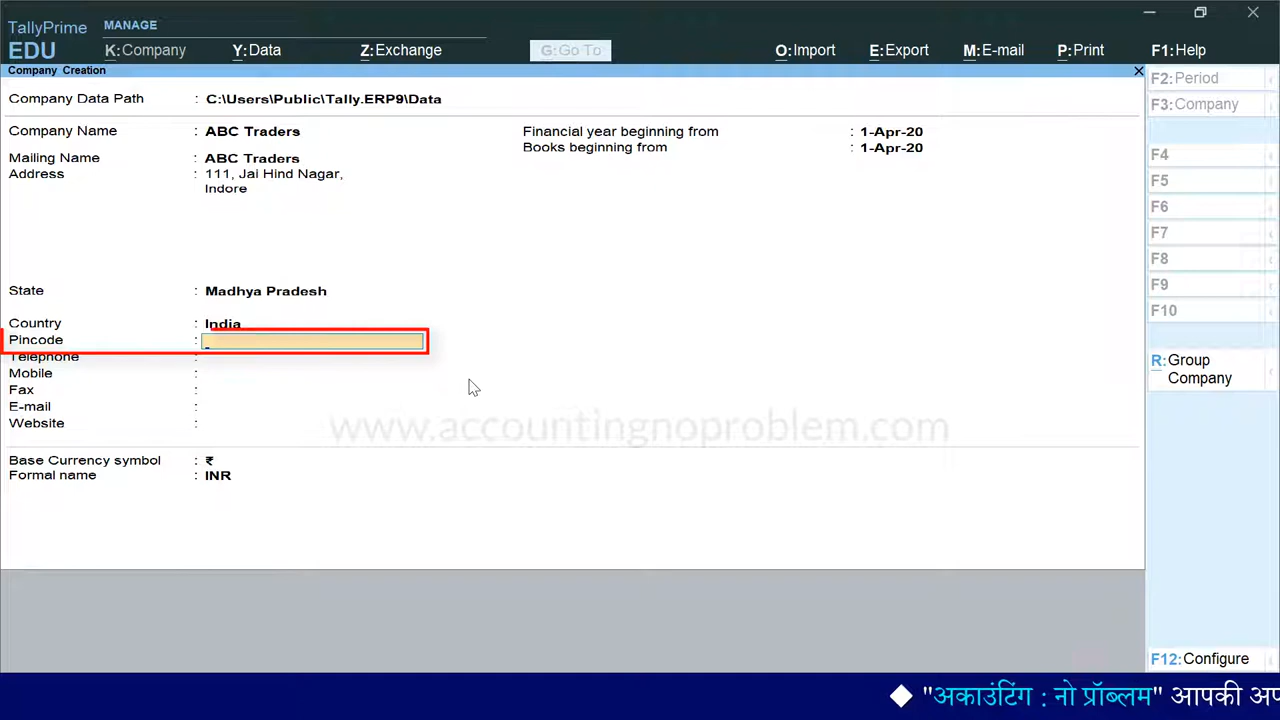 TallyPrime
EDU
MANAGE
K:Company Y:Data Z:Exchange G:Go To O:Import E:Export M:E-mail P:Print F1:Help
Company Creation
Company Data Path : C:\Users\Public\Tally.ERP9\Data
Company Name : ABC Traders
Financial year beginning from : 1-Apr-20
Books beginning from : 1-Apr-20
Mailing Name : ABC Traders
Address : 111, Jai Hind Nagar,
Indore
State : Madhya Pradesh
Country : India
Pincode :
Telephone
Mobile :
Fax :
E-mail :
Website :
www.accountingnoproblem.com
Base Currency symbol : ₹
Formal name : INR
F2:Period
F3:Company
F4
F5
F6
F7
F8
F9
F10
R:Group
Company
F12:Configure
◆ "अकाउंटिंग : नो प्रॉब्लम" आपकी